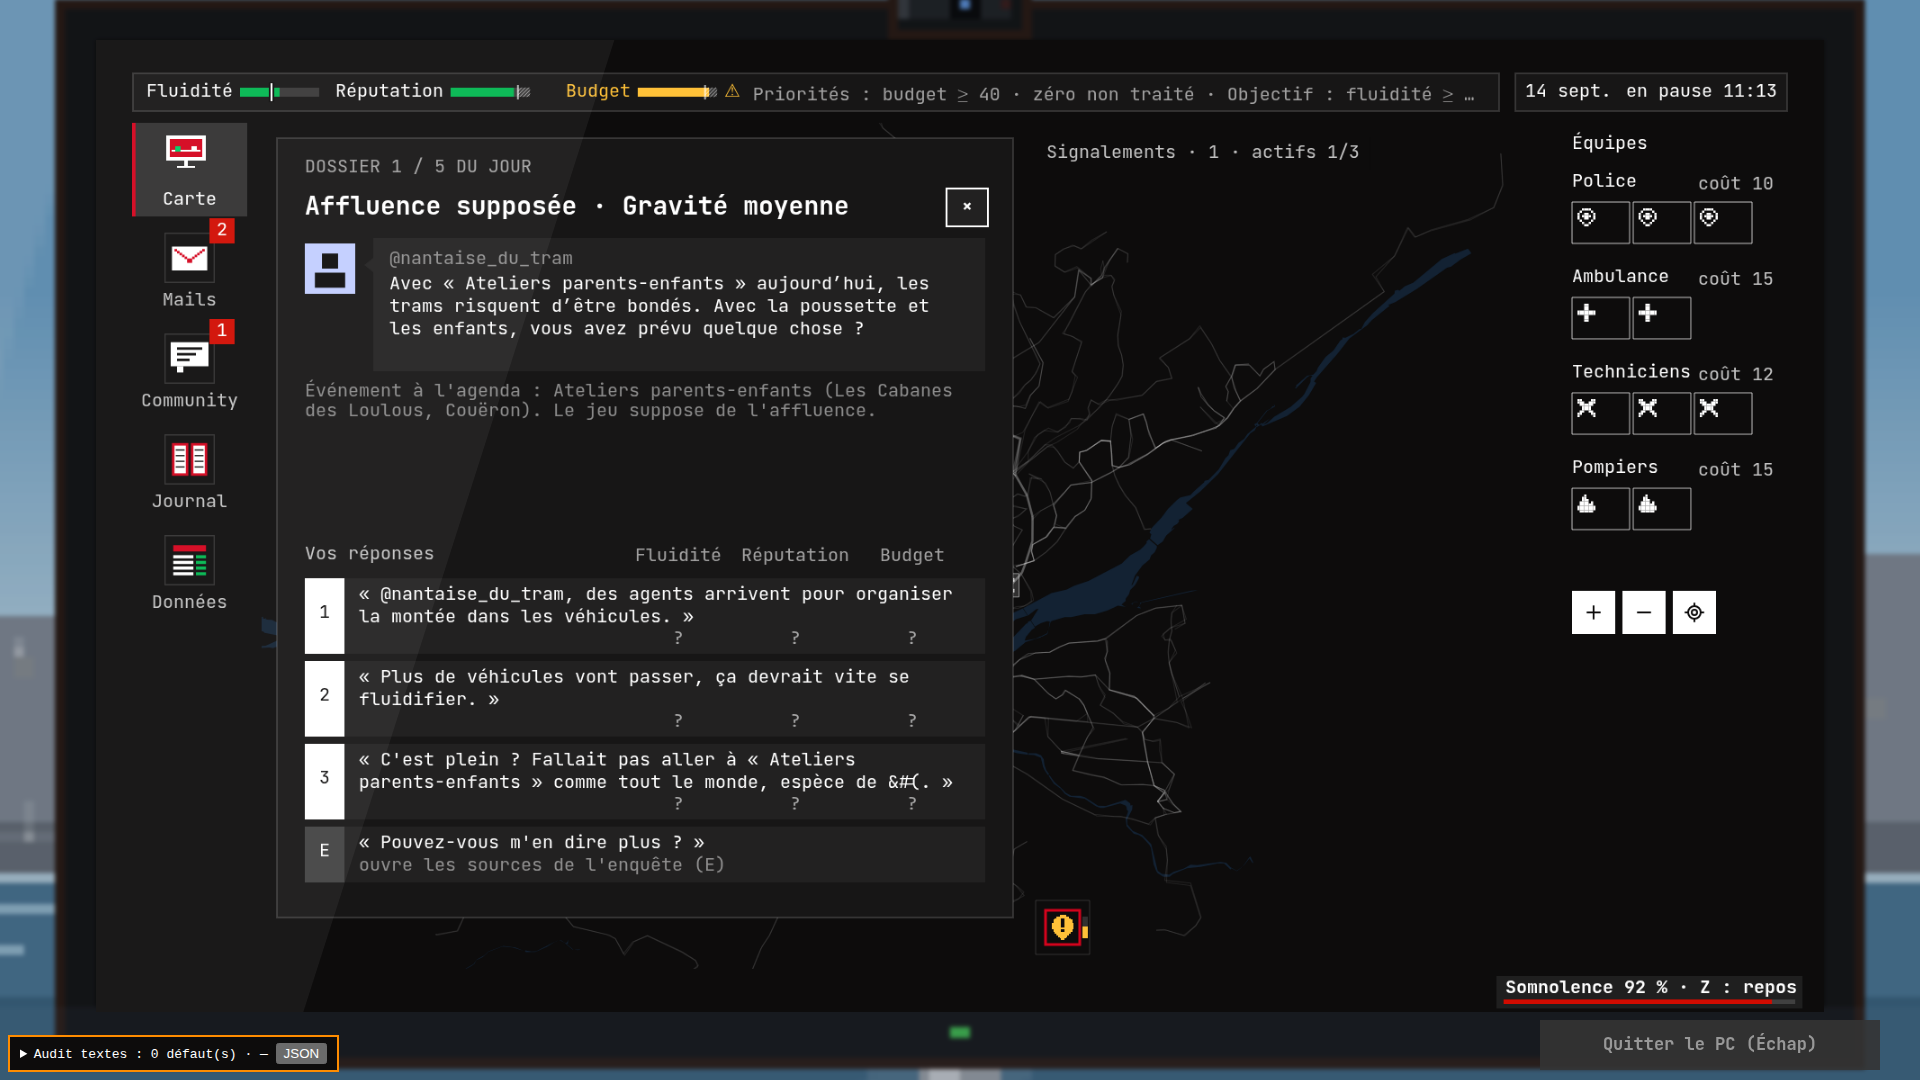 Fluidité Réputation Budget ⚠ Priorités : budget ≥ 40 · zéro non traité · Objectif : fluidité ≥ …
14 sept. en pause 11:13
Carte
2
Mails
1
Community
Journal
Données
DOSSIER 1 / 5 DU JOUR
Affluence supposée · Gravité moyenne
×
@nantaise_du_tram
Avec « Ateliers parents-enfants » aujourd’hui, les
trams risquent d’être bondés. Avec la poussette et
les enfants, vous avez prévu quelque chose ?
Événement à l'agenda : Ateliers parents-enfants (Les Cabanes
des Loulous, Couëron). Le jeu suppose de l'affluence.
Vos réponses Fluidité Réputation Budget
1
« @nantaise_du_tram, des agents arrivent pour organiser
la montée dans les véhicules. »
? ? ?
2
« Plus de véhicules vont passer, ça devrait vite se
fluidifier. »
? ? ?
3
« C'est plein ? Fallait pas aller à « Ateliers
parents-enfants » comme tout le monde, espèce de &#(. »
? ? ?
E
« Pouvez-vous m'en dire plus ? »
ouvre les sources de l'enquête (E)
Signalements · 1 · actifs 1/3
Équipes
Police coût 10
Ambulance coût 15
Techniciens coût 12
Pompiers coût 15
+ −
Somnolence 92 % · Z : repos
Quitter le PC (Échap)
Audit textes : 0 défaut(s) · — JSON